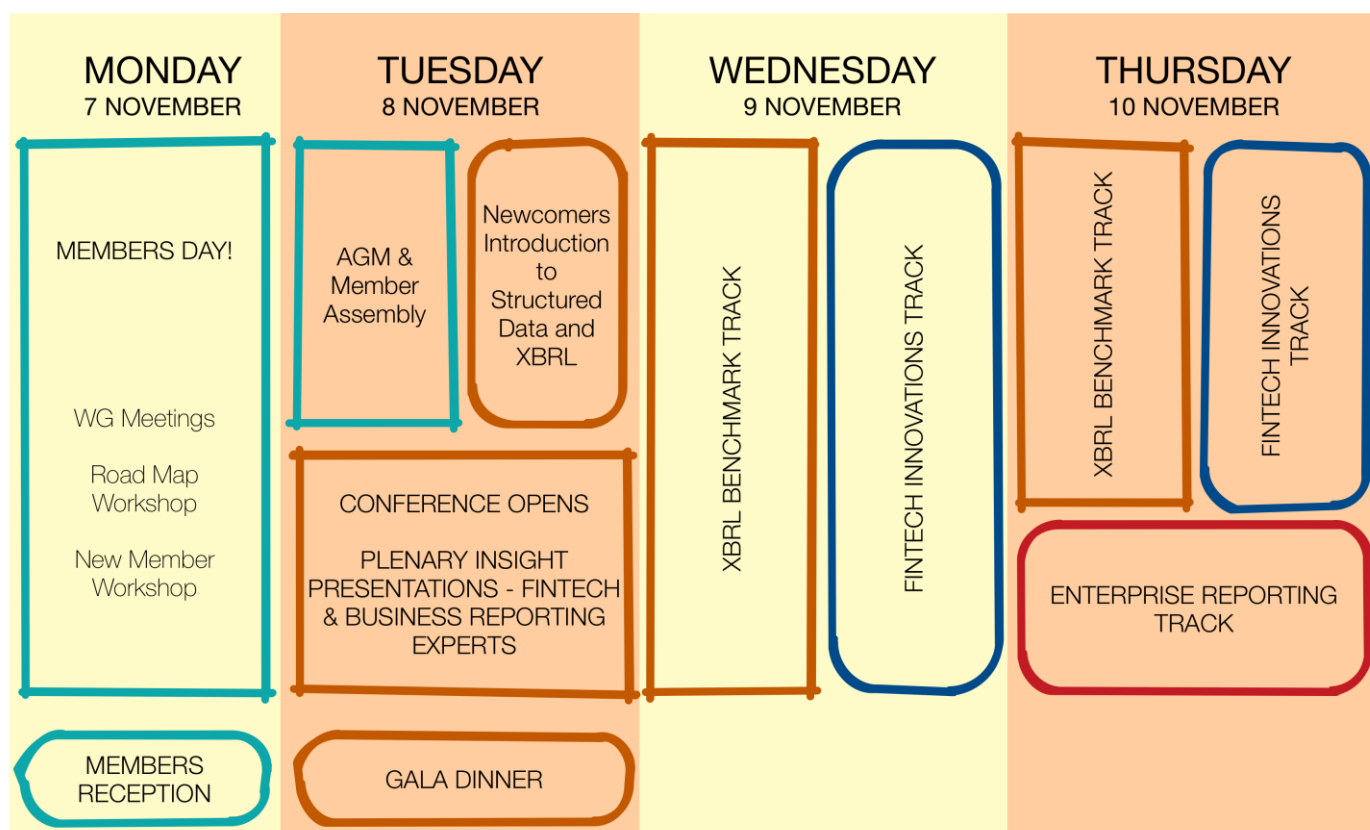 MONDAY
7 NOVEMBER
MEMBERS DAY!
WG Meetings
Road Map
Workshop
New Member
Workshop
MEMBERS
RECEPTION
TUESDAY
8 NOVEMBER
AGM &
Member
Assembly
Newcomers
Introduction
to
Structured
Data and
XBRL
CONFERENCE OPENS
PLENARY INSIGHT
PRESENTATIONS - FINTECH
& BUSINESS REPORTING
EXPERTS
GALA DINNER
WEDNESDAY
9 NOVEMBER
XBRL BENCHMARK TRACK
FINTECH INNOVATIONS TRACK
THURSDAY
10 NOVEMBER
XBRL BENCHMARK TRACK
FINTECH INNOVATIONS
TRACK
ENTERPRISE REPORTING
TRACK